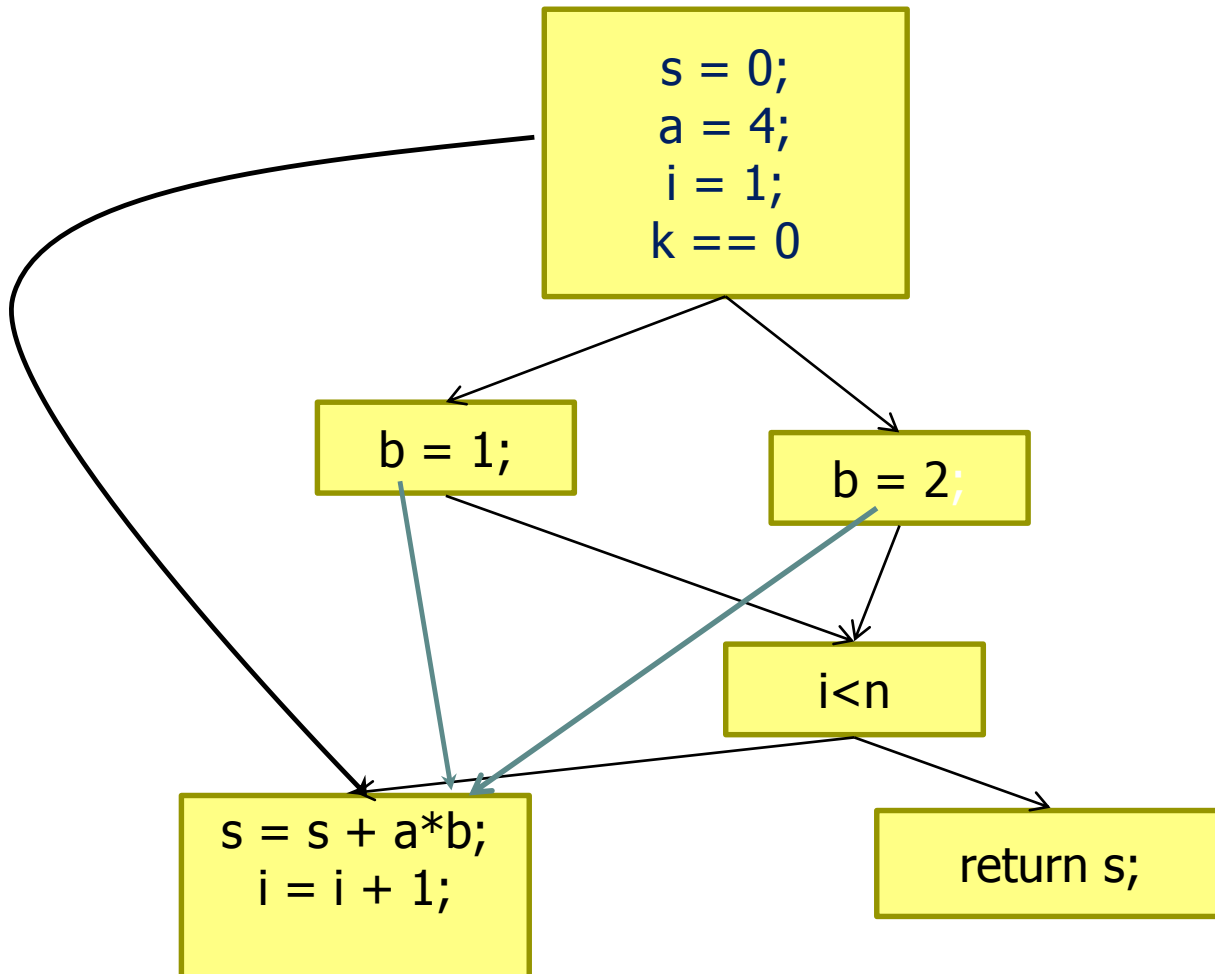 s = 0;
a = 4;
i = 1;
k == 0
b = 1;
b = 2;
i<n
s = s + a*b;
i = i + 1;
return s;